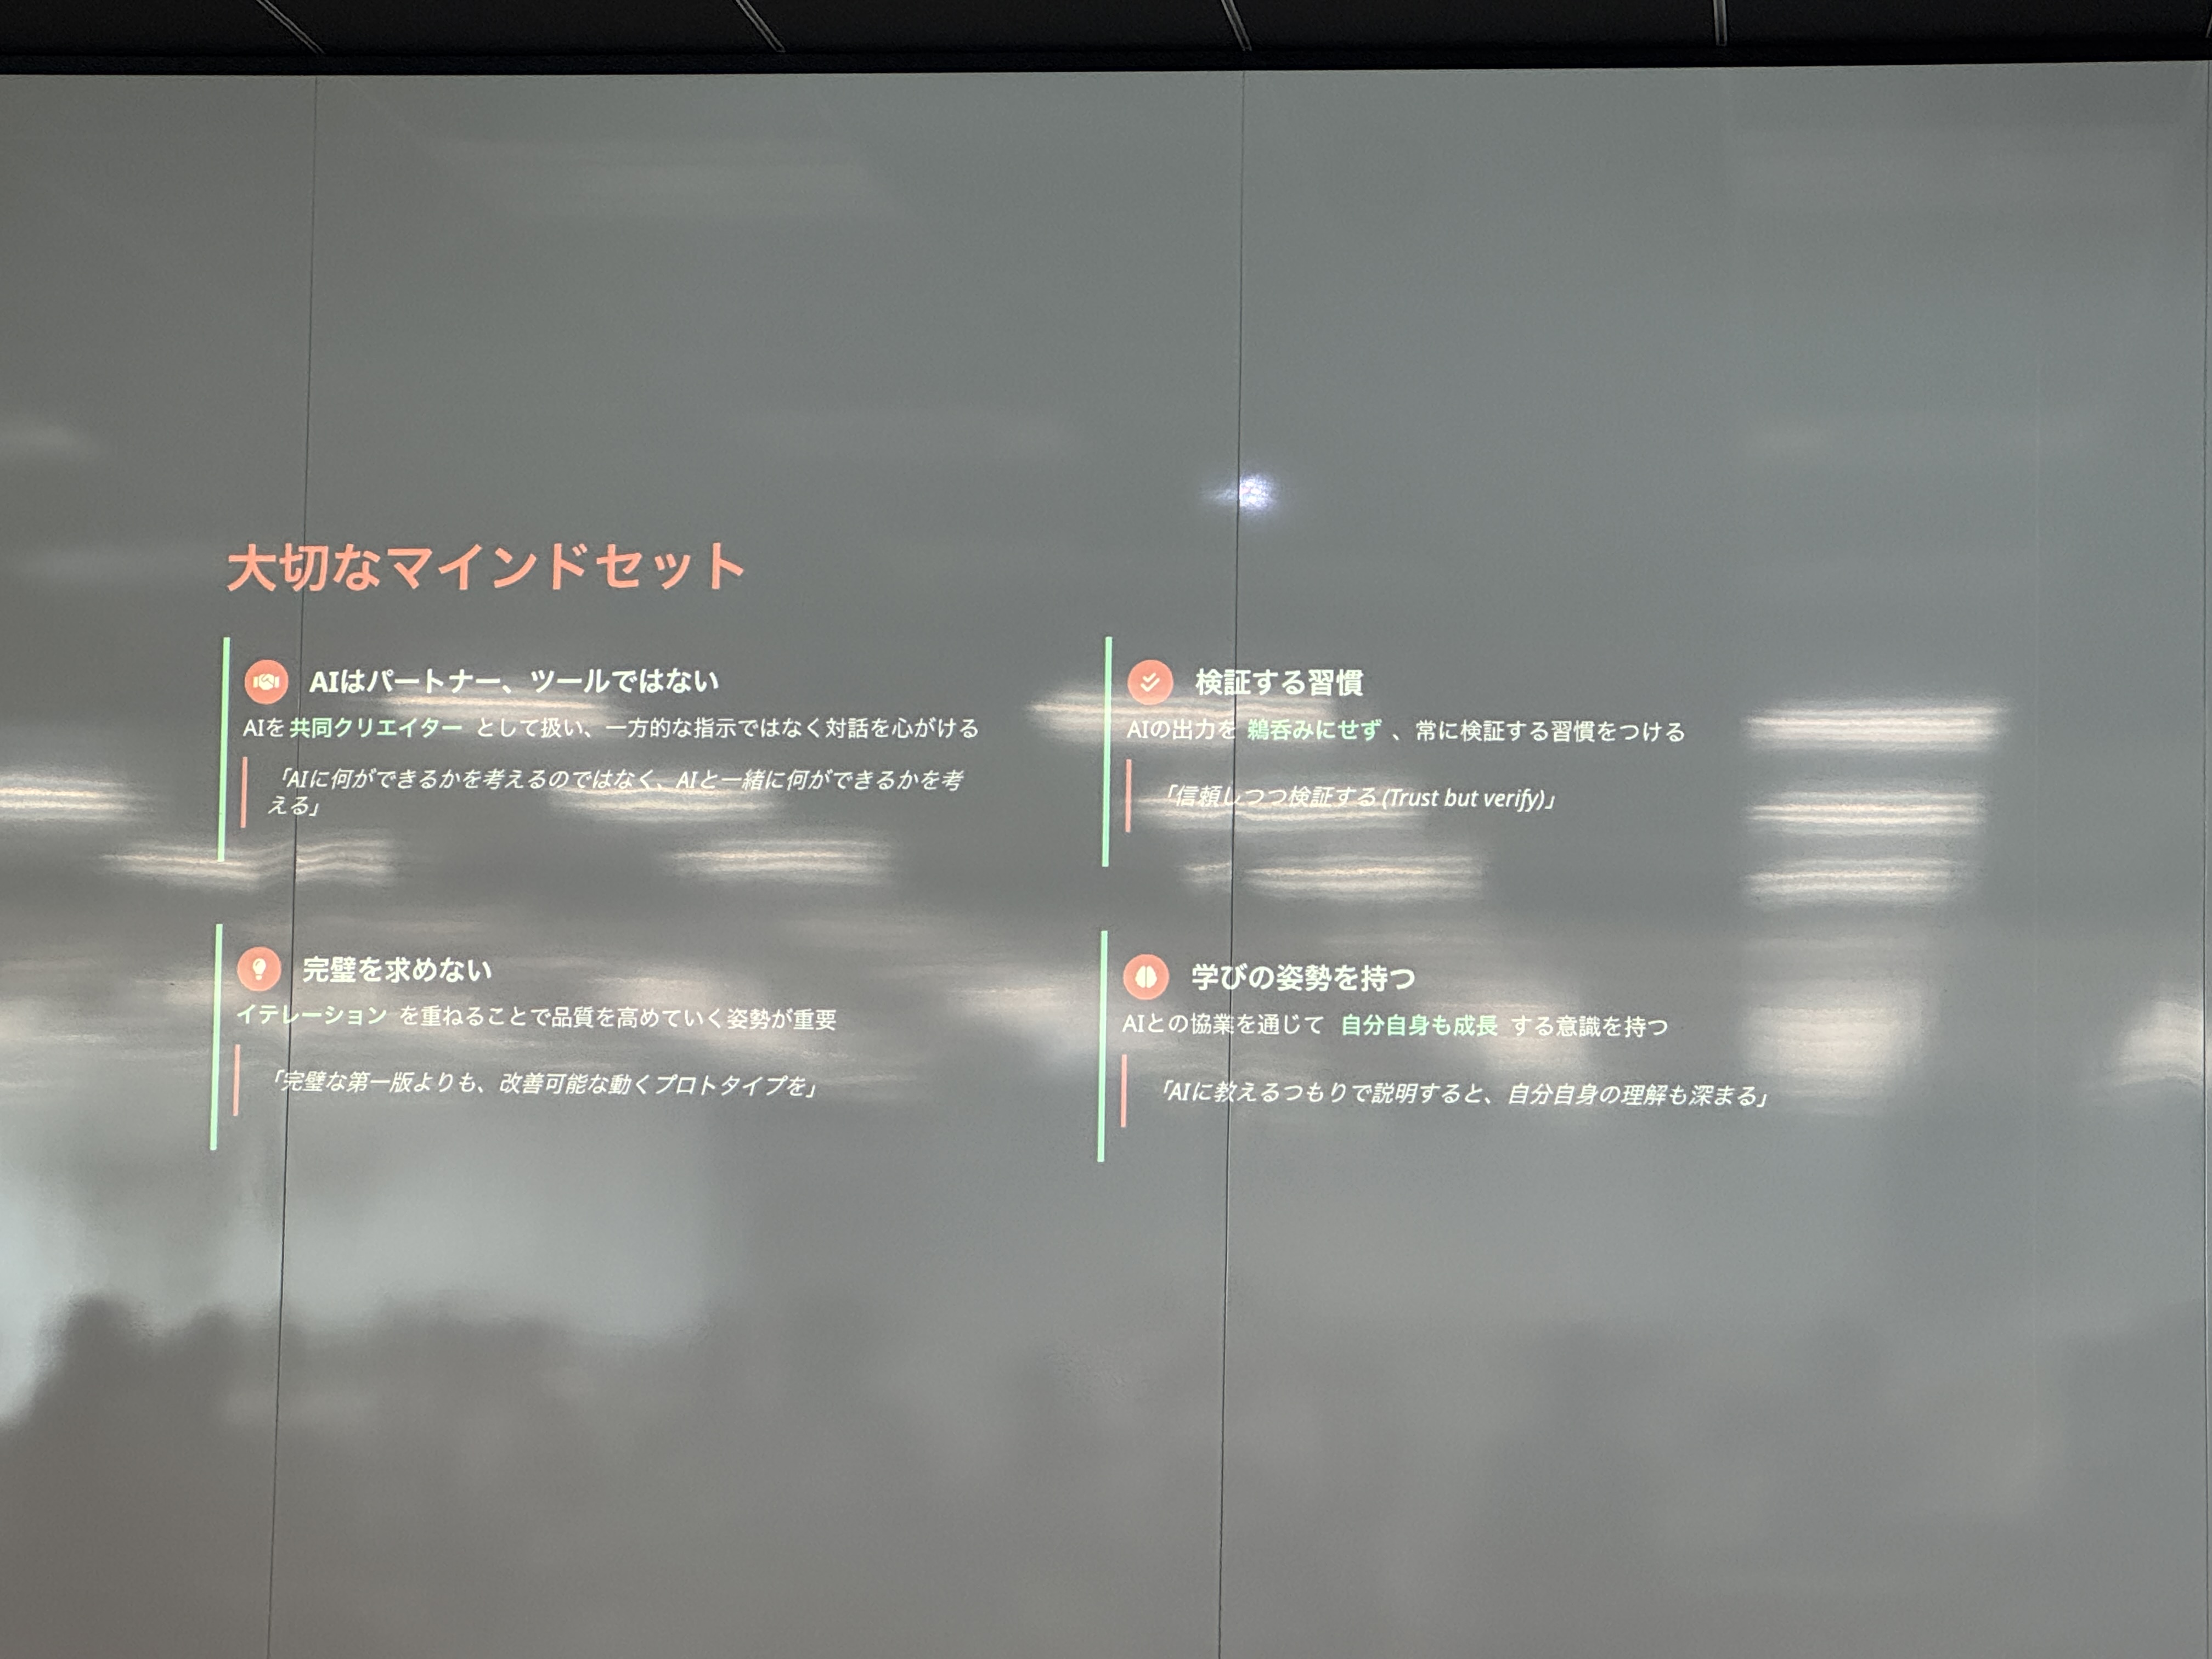 大切なマインドセット
AIはパートナー、ツールではない
AIを 共同クリエイター として扱い、一方的な指示ではなく対話を心がける
「AIに何ができるかを考えるのではなく、AIと一緒に何ができるかを考
える」
検証する習慣
AIの出力を 鵜呑みにせず 、常に検証する習慣をつける
「信頼しつつ検証する (Trust but verify)」
完璧を求めない
イテレーション を重ねることで品質を高めていく姿勢が重要
「完璧な第一版よりも、改善可能な動くプロトタイプを」
学びの姿勢を持つ
AIとの協業を通じて 自分自身も成長 する意識を持つ
「AIに教えるつもりで説明すると、自分自身の理解も深まる」